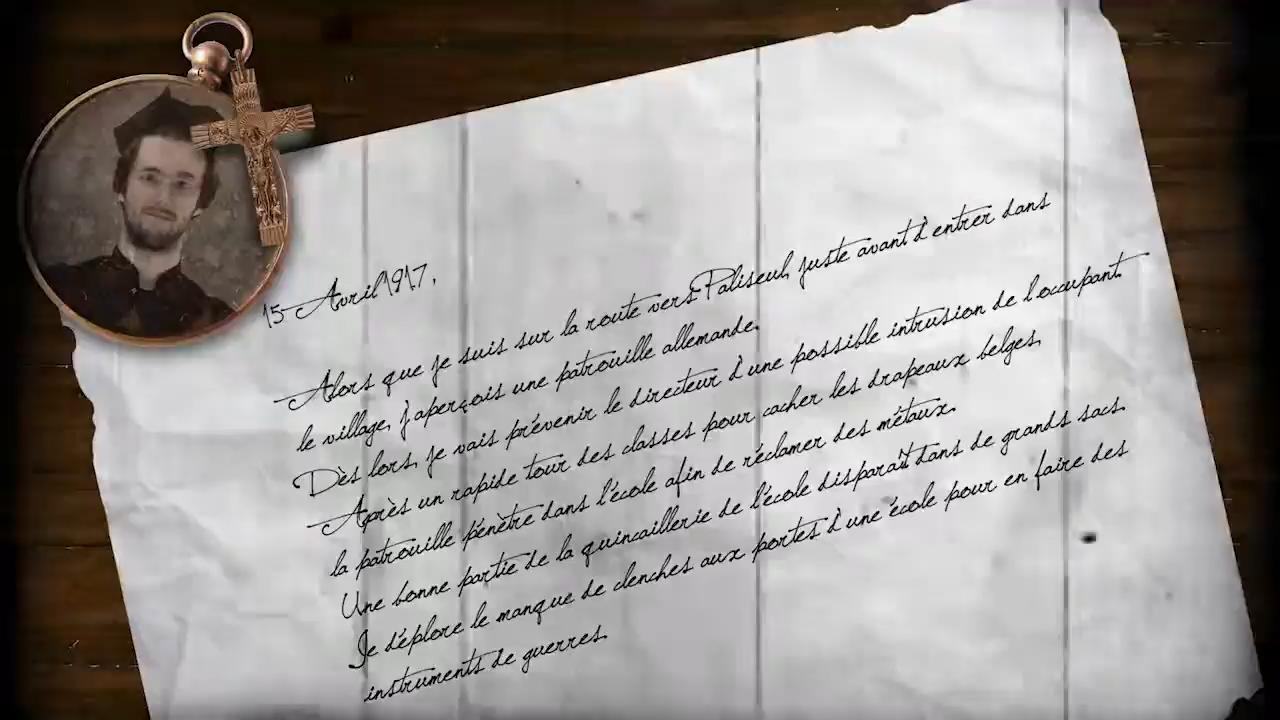 15 Avril 1917,
Alors que je suis sur la route vers Paliseul, juste avant d'entrer dans
le village, j'aperçois une patrouille allemande.
Dès lors, je vais prévenir le directeur d'une possible intrusion de l'occupant.
Après un rapide tour des classes pour cacher les drapeaux belges,
la patrouille pénètre dans l'école afin de réclamer des métaux.
Une bonne partie de la quincaillerie de l'école disparaît dans de grands sacs.
Je déplore le manque de clenches aux portes d'une école pour en faire des
instruments de guerres.